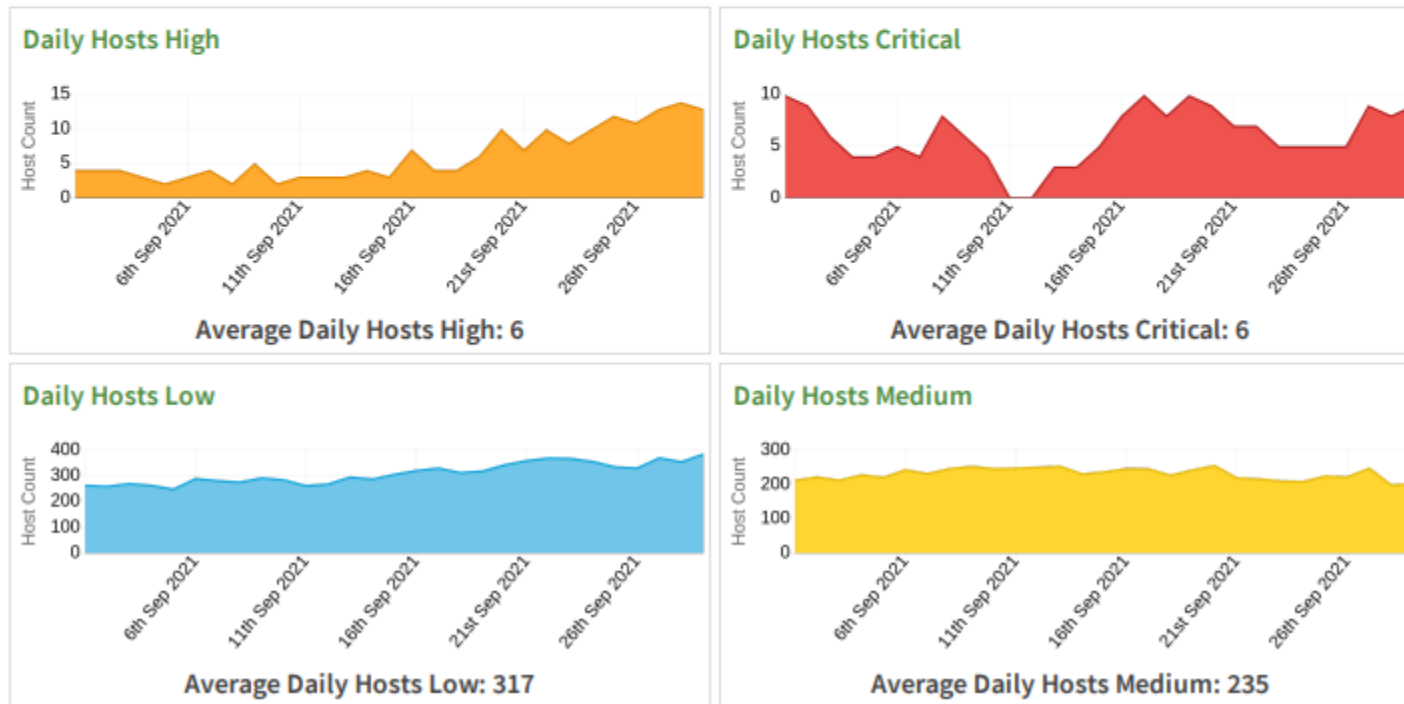 Daily Hosts High
Host Count
15
10
5
0
6th Sep 2021
11th Sep 2021
16th Sep 2021
21st Sep 2021
26th Sep 2021
Average Daily Hosts High: 6
Daily Hosts Critical
Host Count
10
5
0
6th Sep 2021
11th Sep 2021
16th Sep 2021
21st Sep 2021
26th Sep 2021
Average Daily Hosts Critical: 6
Daily Hosts Low
Host Count
400
300
200
100
0
6th Sep 2021
11th Sep 2021
16th Sep 2021
21st Sep 2021
26th Sep 2021
Average Daily Hosts Low: 317
Daily Hosts Medium
Host Count
300
200
100
0
6th Sep 2021
11th Sep 2021
16th Sep 2021
21st Sep 2021
26th Sep 2021
Average Daily Hosts Medium: 235